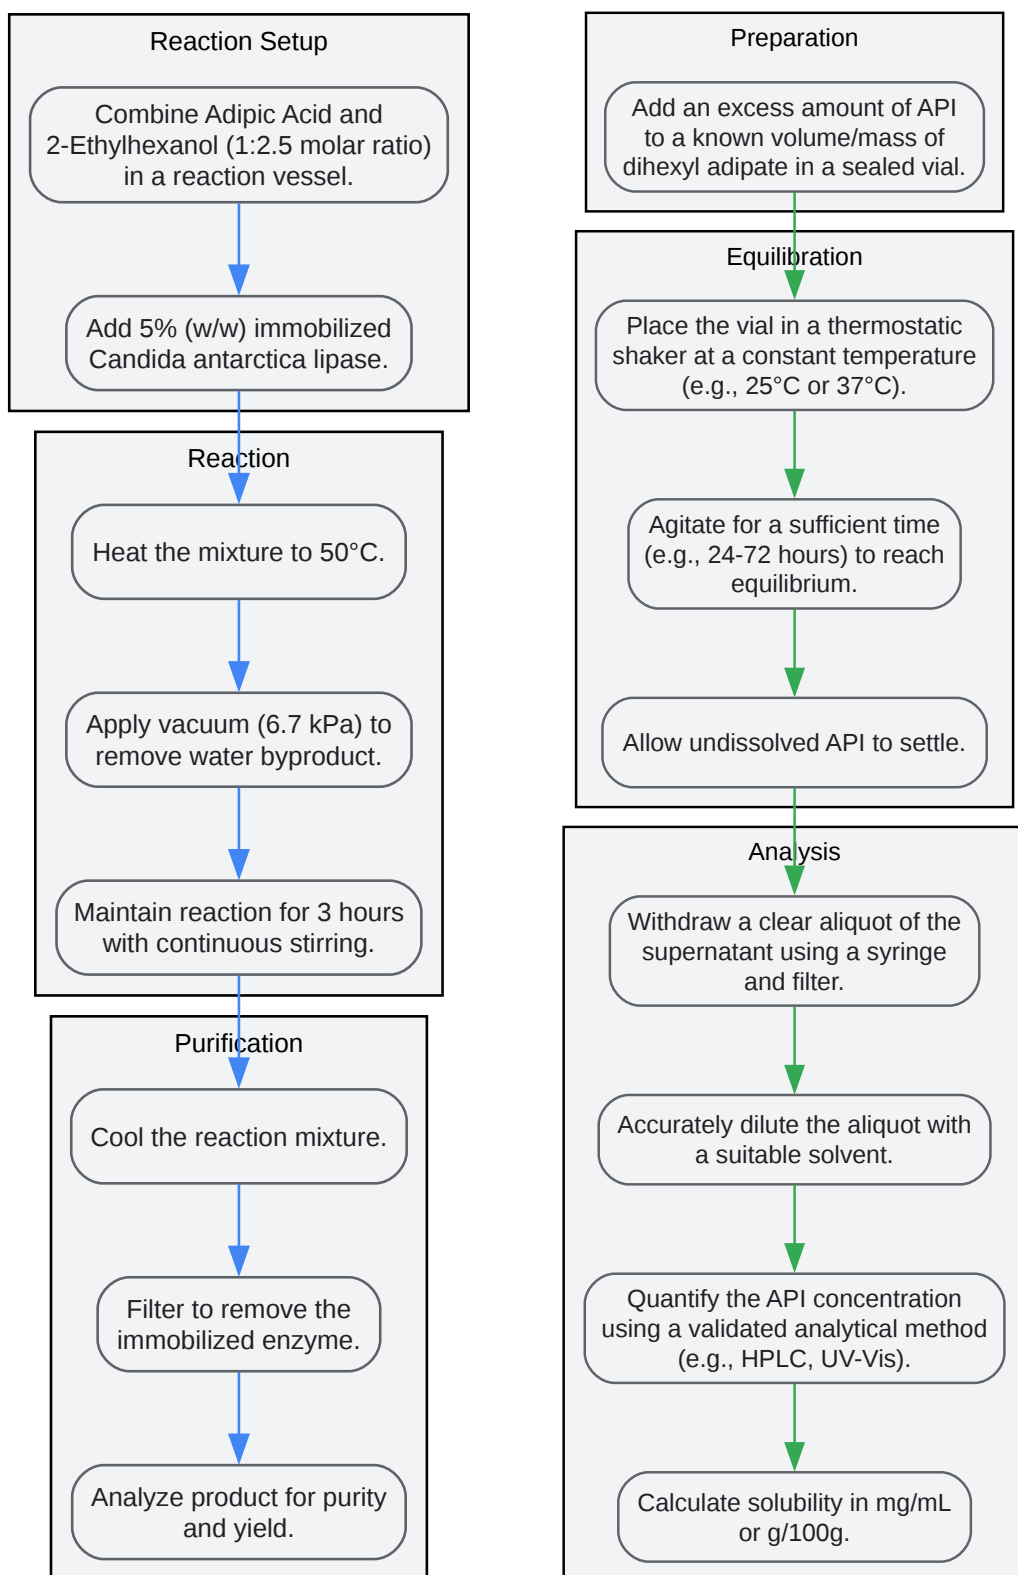 Reaction Setup
Combine Adipic Acid and
2-Ethylhexanol (1:2.5 molar ratio)
in a reaction vessel.
Add 5% (w/w) immobilized
Candida antarctica lipase.
Reaction
Heat the mixture to 50°C.
Apply vacuum (6.7 kPa) to
remove water byproduct.
Maintain reaction for 3 hours
with continuous stirring.
Purification
Cool the reaction mixture.
Filter to remove the
immobilized enzyme.
Analyze product for purity
and yield.
Preparation
Add an excess amount of API
to a known volume/mass of
dihexyl adipate in a sealed vial.
Equilibration
Place the vial in a thermostatic
shaker at a constant temperature
(e.g., 25°C or 37°C).
Agitate for a sufficient time
(e.g., 24-72 hours) to reach
equilibrium.
Allow undissolved API to settle.
Analysis
Withdraw a clear aliquot of the
supernatant using a syringe
and filter.
Accurately dilute the aliquot with
a suitable solvent.
Quantify the API concentration
using a validated analytical method
(e.g., HPLC, UV-Vis).
Calculate solubility in mg/mL
or g/100g.